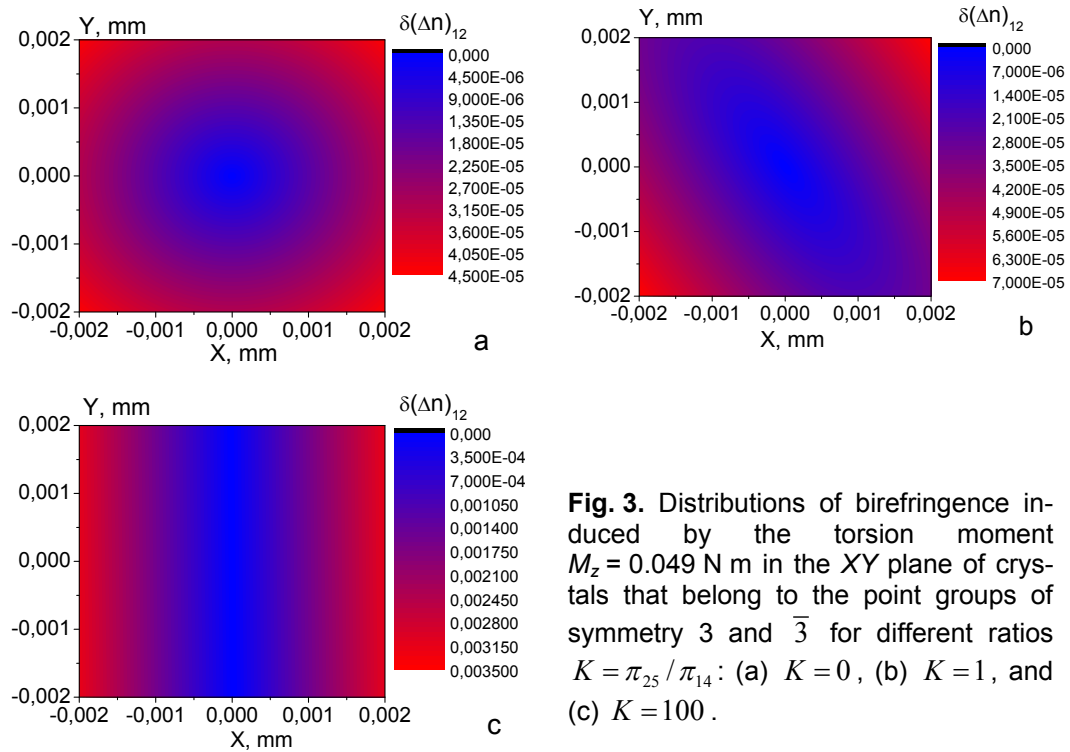 Y, mm
δ(Δn)12
0,002
0,001
0,000
-0,001
-0,002
-0,002 -0,001 0,000 0,001 0,002
X, mm
0,000
4,500E-06
9,000E-06
1,350E-05
1,800E-05
2,250E-05
2,700E-05
3,150E-05
3,600E-05
4,050E-05
4,500E-05
a
Y, mm
δ(Δn)12
0,002
0,001
0,000
-0,001
-0,002
-0,002 -0,001 0,000 0,001 0,002
X, mm
0,000
7,000E-06
1,400E-05
2,100E-05
2,800E-05
3,500E-05
4,200E-05
4,900E-05
5,600E-05
6,300E-05
7,000E-05
b
Y, mm
δ(Δn)12
0,002
0,001
0,000
-0,001
-0,002
-0,002 -0,001 0,000 0,001 0,002
X, mm
0,000
3,500E-04
7,000E-04
0,001050
0,001400
0,001750
0,002100
0,002450
0,002800
0,003150
0,003500
c
Fig. 3. Distributions of birefringence in-
duced by the torsion moment
Mz = 0.049 N m in the XY plane of crys-
tals that belong to the point groups of
symmetry 3 and 3̅ for different ratios
K = π25 / π14 : (a) K = 0 , (b) K = 1 , and
(c) K = 100 .